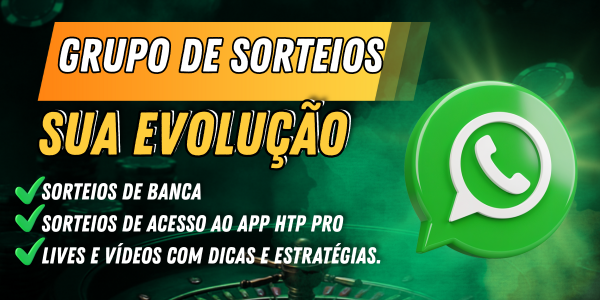 GRUPO DE SORTEIOS
SUA EVOLUÇÃO
SORTEIOS DE BANCA
SORTEIOS DE ACESSO AO APP HTP PRO
LIVES E VÍDEOS COM DICAS E ESTRATÉGIAS.